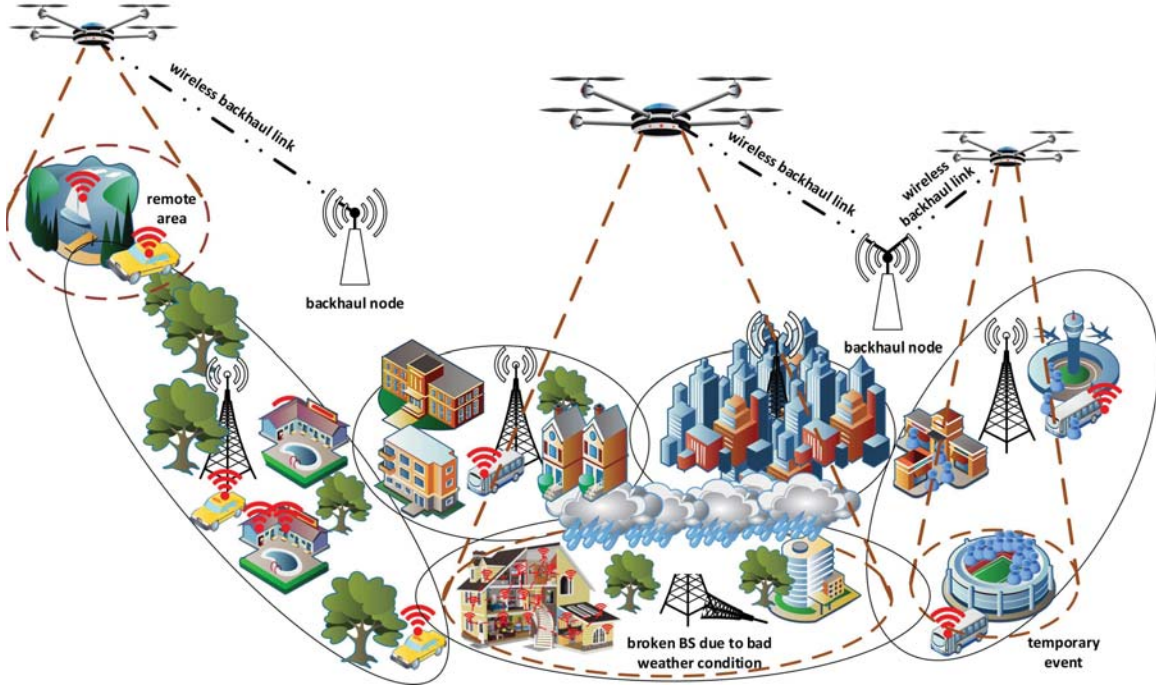 wireless backhaul link
wireless backhaul link
wireless
backhaul link
remote
area
backhaul node
backhaul node
broken BS due to bad
weather condition
temporary
event